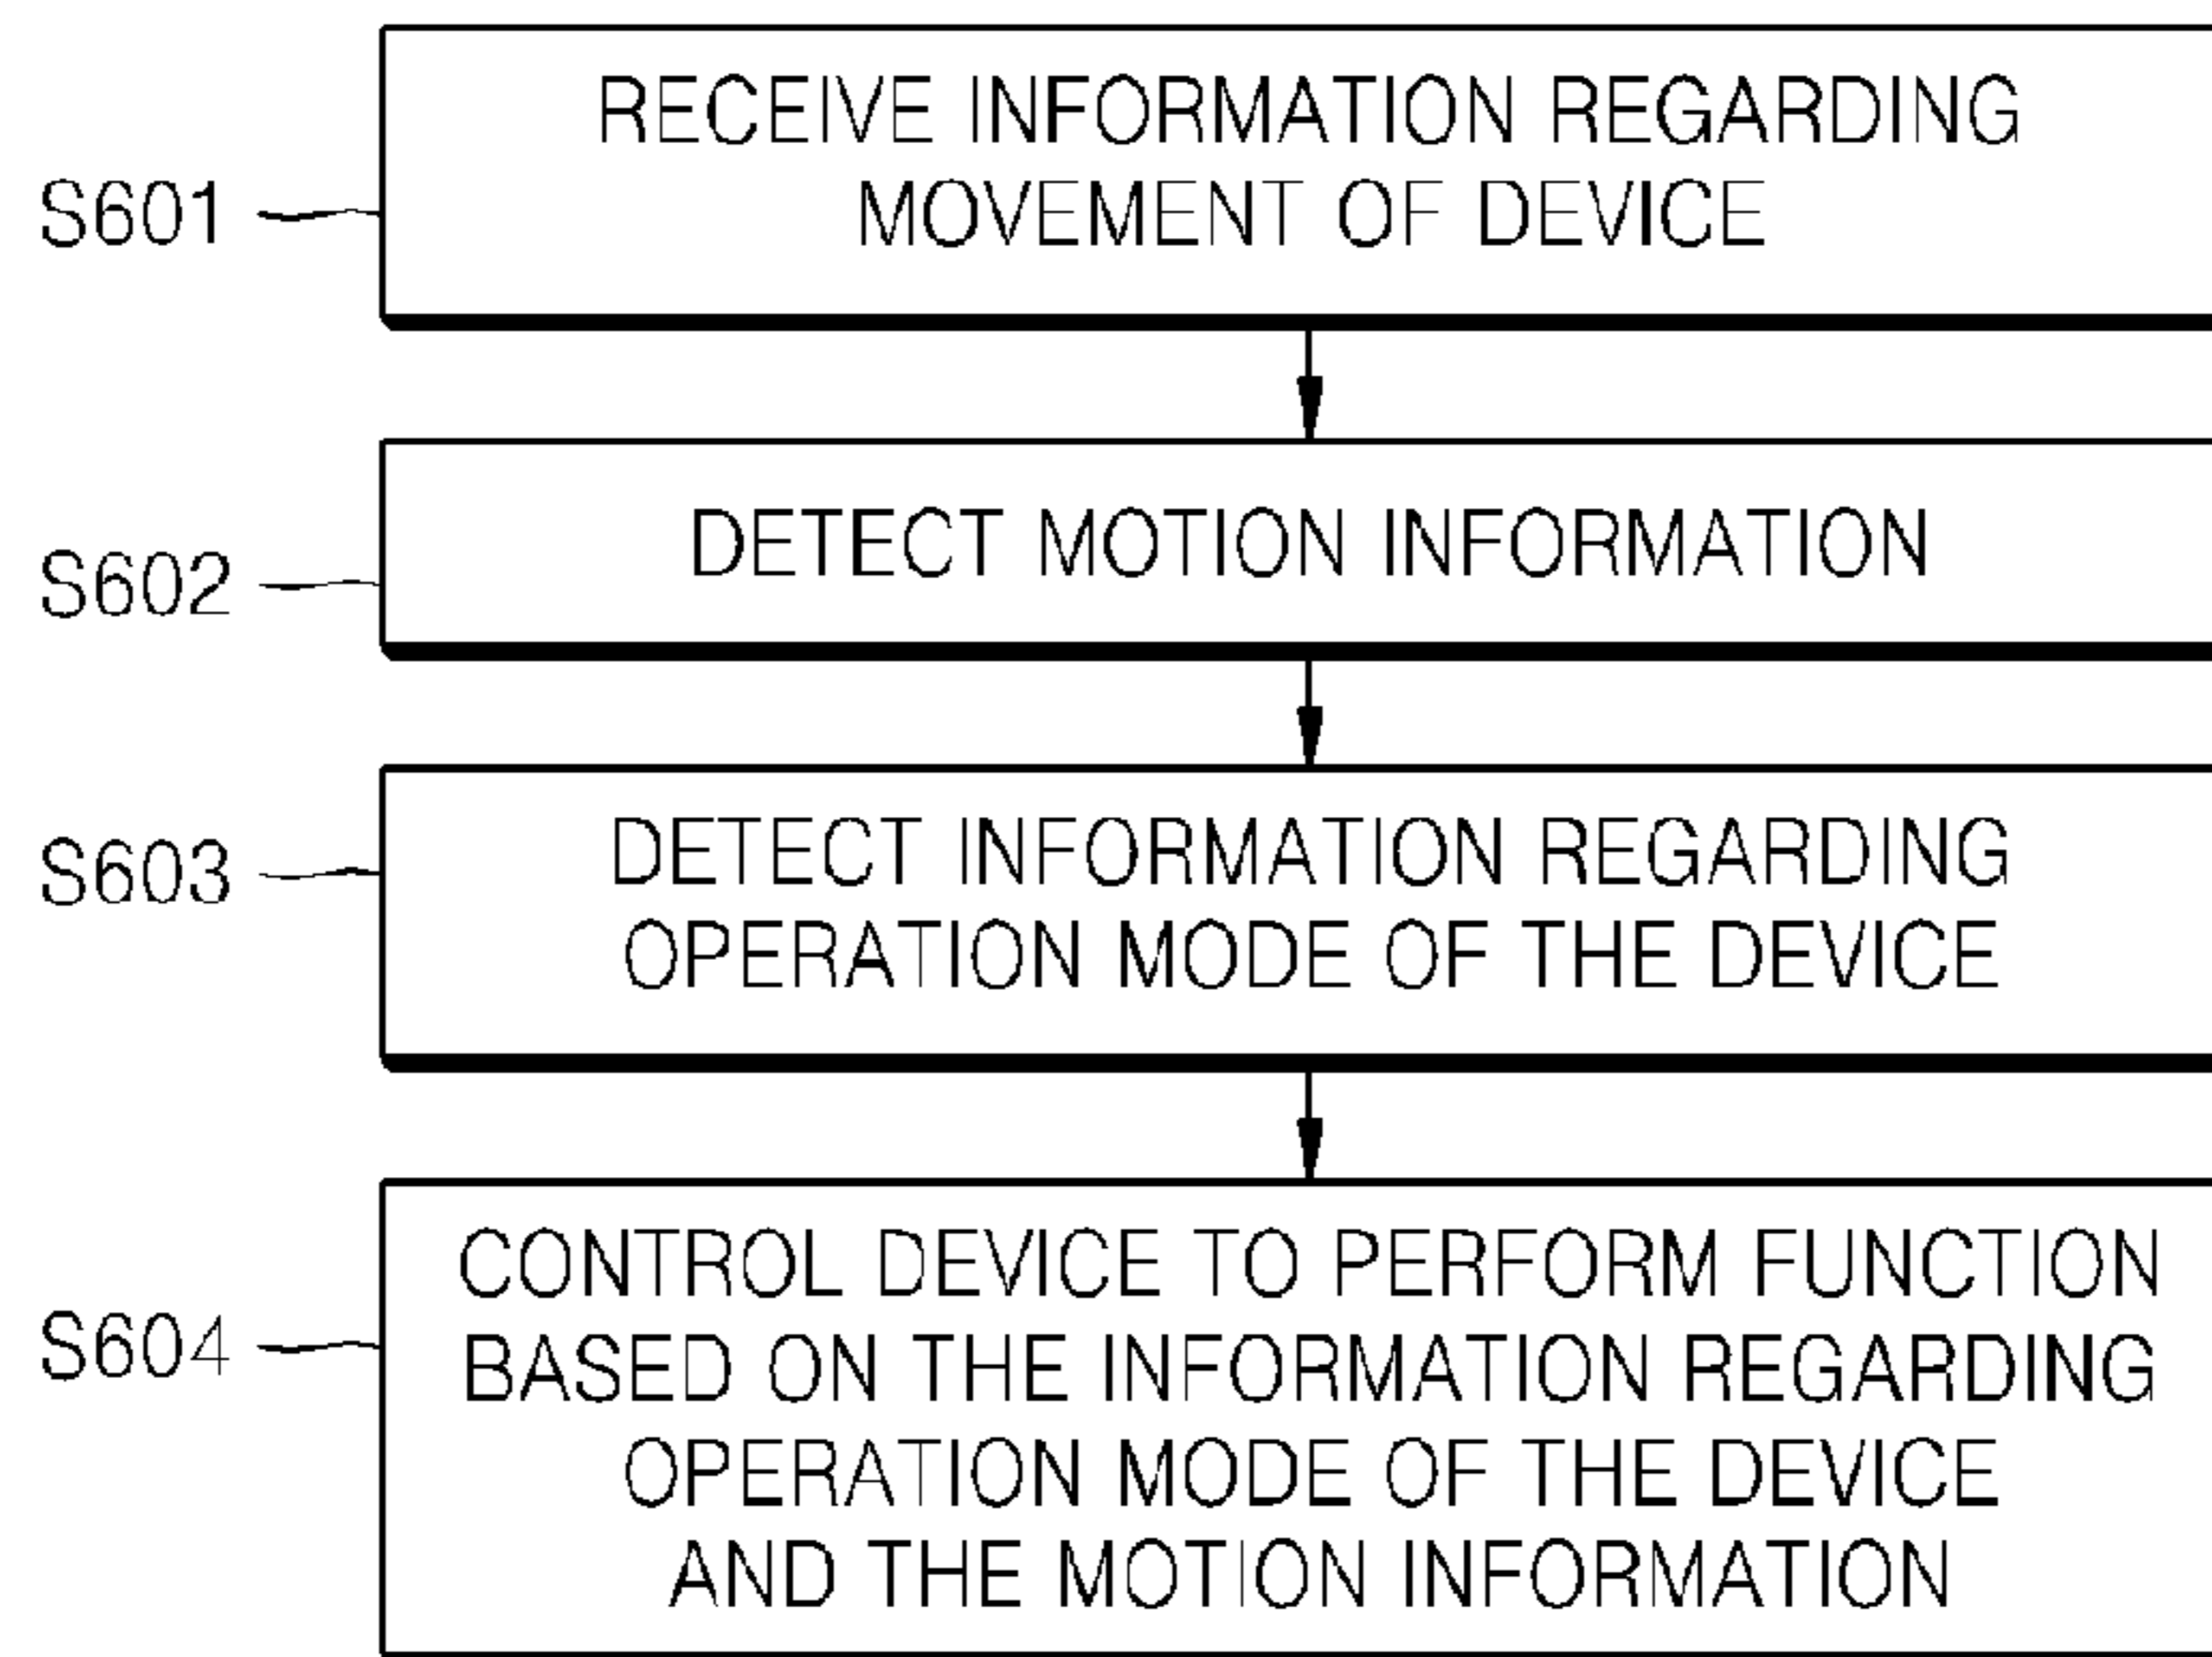 RECEIVE INFORMATION REGARDING
MOVEMENT OF DEVICE
S601
DETECT MOTION INFORMATION
S602
DETECT INFORMATION REGARDING
OPERATION MODE OF THE DEVICE
S603
CONTROL DEVICE TO PERFORM FUNCTION
BASED ON THE INFORMATION REGARDING
OPERATION MODE OF THE DEVICE
AND THE MOTION INFORMATION
S604